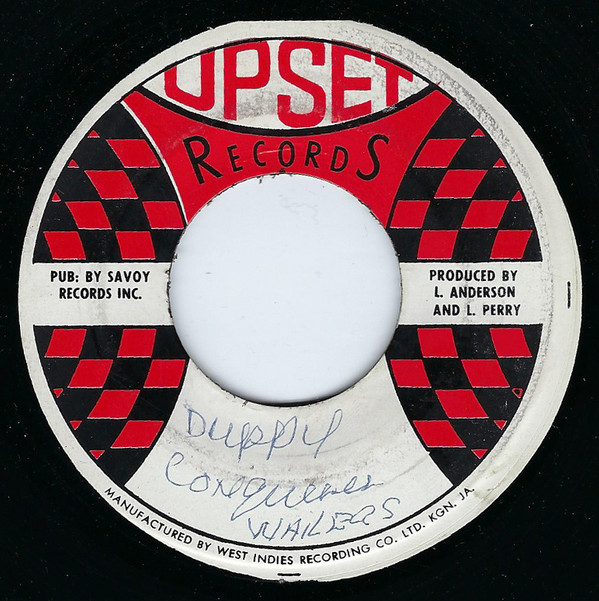 UPSET
RECORDS
PUB: BY SAVOY
RECORDS INC.
PRODUCED BY
L. ANDERSON
AND L. PERRY
Duppy
Conqueror
WAILERS
MANUFACTURED BY WEST INDIES RECORDING CO. LTD. KGN. JA.